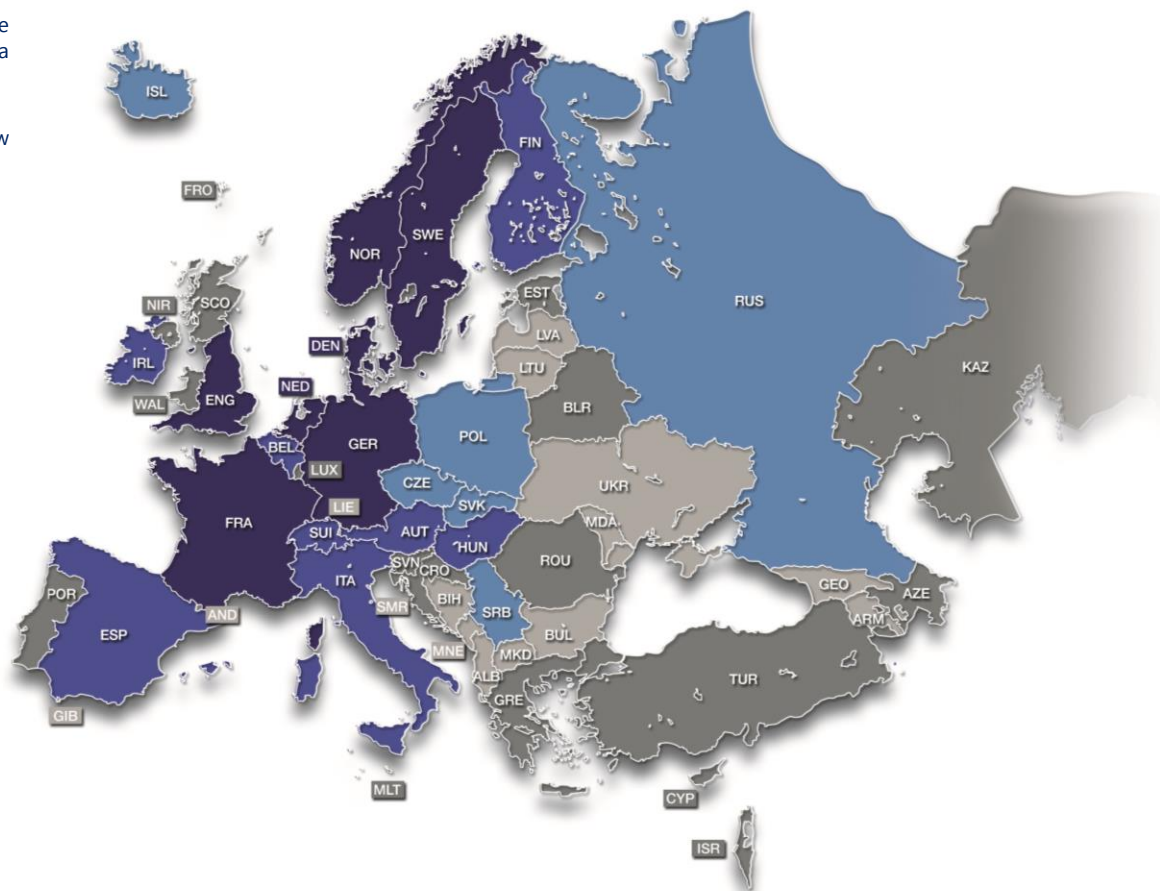 e
a
w
ISL
FIN
FRO
NOR
SWE
RUS
NIR
SCO
EST
KAZ
DEN
LVA
IRL
LTU
NED
WAL
ENG
BLR
GER
POL
BEL
LUX
CZE
UKR
LIE
SVK
FRA
MDA
SUI
AUT
HUN
ROU
SVN
CRO
ITA
GEO
POR
AZE
BIH
SMR
AND
SRB
ARM
ESP
BUL
MNE
MKD
ALB
TUR
GRE
GIB
MLT
CYP
ISR